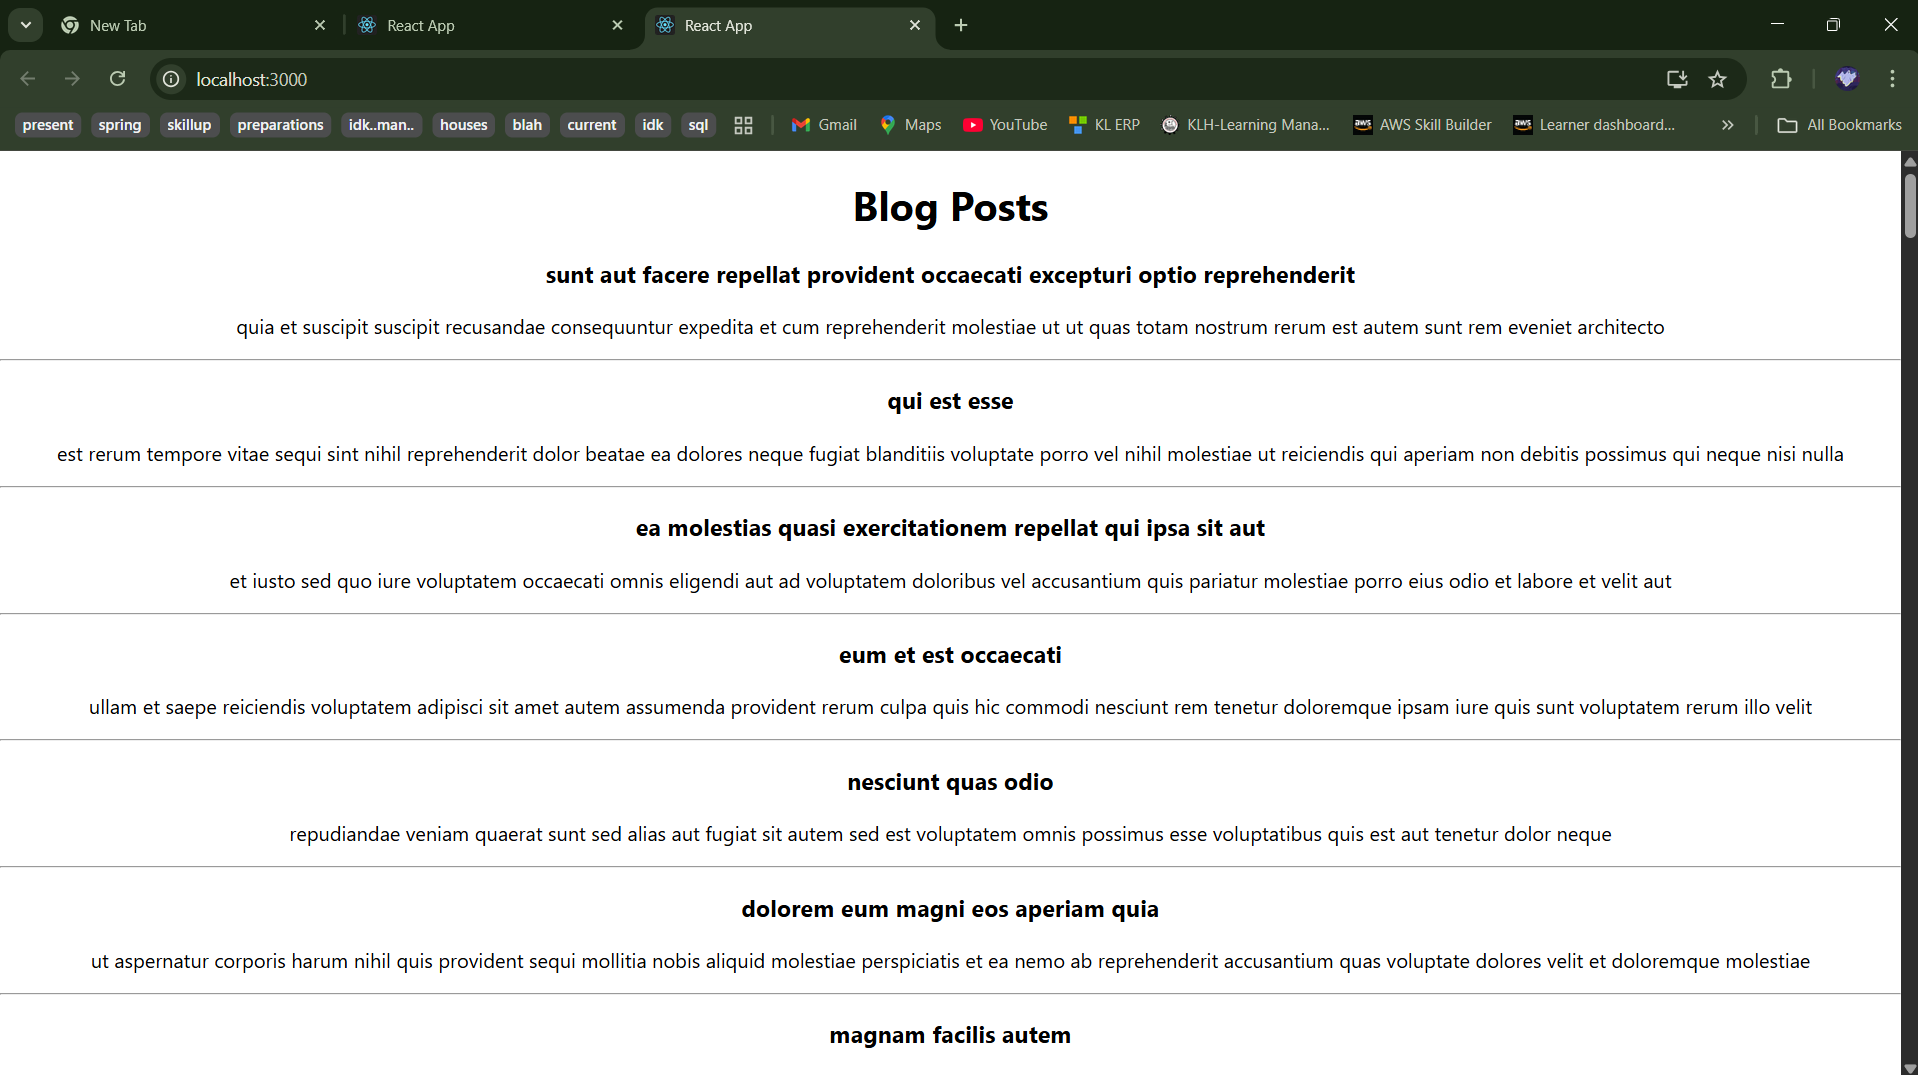 New Tab
React App
React App
localhost:3000
present spring skillup preparations idk..man.. houses blah current idk sql Gmail Maps YouTube KL ERP KLH-Learning Mana... AWS Skill Builder Learner dashboard... All Bookmarks
Blog Posts
sunt aut facere repellat provident occaecati excepturi optio reprehenderit
quia et suscipit suscipit recusandae consequuntur expedita et cum reprehenderit molestiae ut ut quas totam nostrum rerum est autem sunt rem eveniet architecto
qui est esse
est rerum tempore vitae sequi sint nihil reprehenderit dolor beatae ea dolores neque fugiat blanditiis voluptate porro vel nihil molestiae ut reiciendis qui aperiam non debitis possimus qui neque nisi nulla
ea molestias quasi exercitationem repellat qui ipsa sit aut
et iusto sed quo iure voluptatem occaecati omnis eligendi aut ad voluptatem doloribus vel accusantium quis pariatur molestiae porro eius odio et labore et velit aut
eum et est occaecati
ullam et saepe reiciendis voluptatem adipisci sit amet autem assumenda provident rerum culpa quis hic commodi nesciunt rem tenetur doloremque ipsam iure quis sunt voluptatem rerum illo velit
nesciunt quas odio
repudiandae veniam quaerat sunt sed alias aut fugiat sit autem sed est voluptatem omnis possimus esse voluptatibus quis est aut tenetur dolor neque
dolorem eum magni eos aperiam quia
ut aspernatur corporis harum nihil quis provident sequi mollitia nobis aliquid molestiae perspiciatis et ea nemo ab reprehenderit accusantium quas voluptate dolores velit et doloremque molestiae
magnam facilis autem